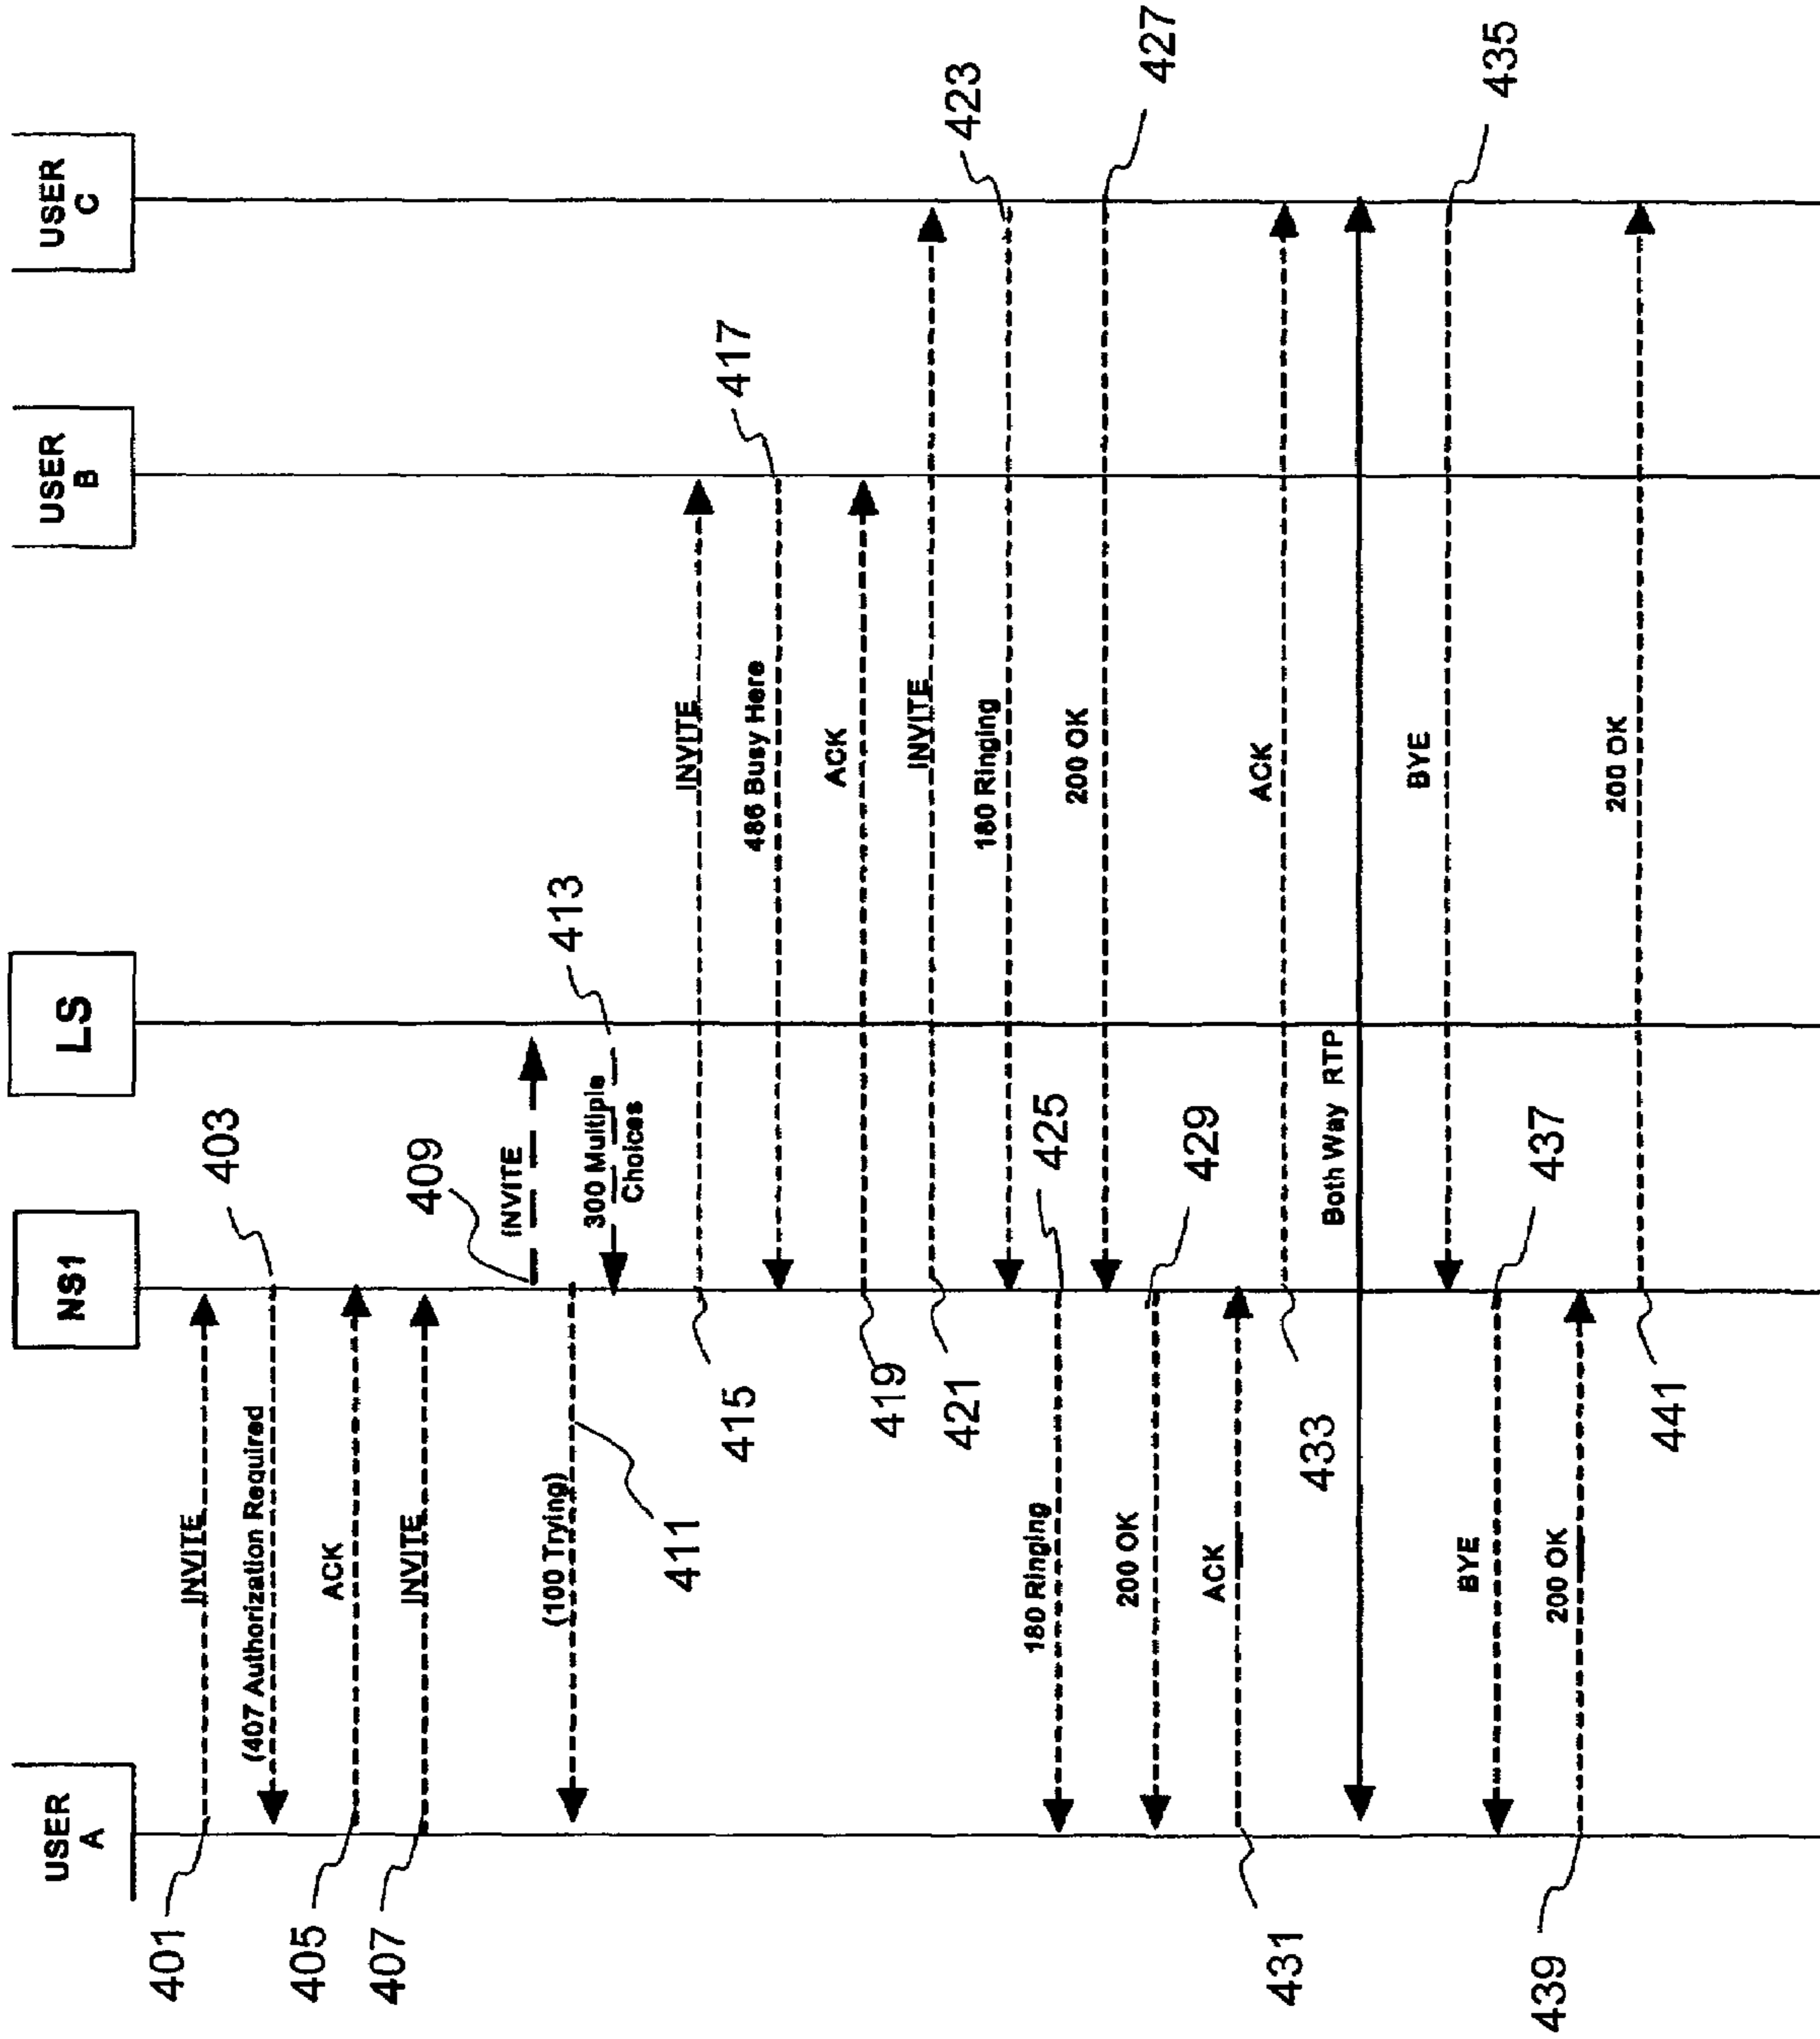 USER
A
NS1
LS
USER
B
USER
C
401
INVITE
403
(407 Authorization Required
405
ACK
407
INVITE
409
INVITE
(100 Trying)
411
413
300 Multiple
Choices
415
INVITE
417
486 Busy Here
419
ACK
421
INVITE
423
180 Ringing
425
180 Ringing
427
200 OK
429
200 OK
431
ACK
433
ACK
Both Way RTP
435
BYE
437
BYE
439
200 OK
441
200 OK